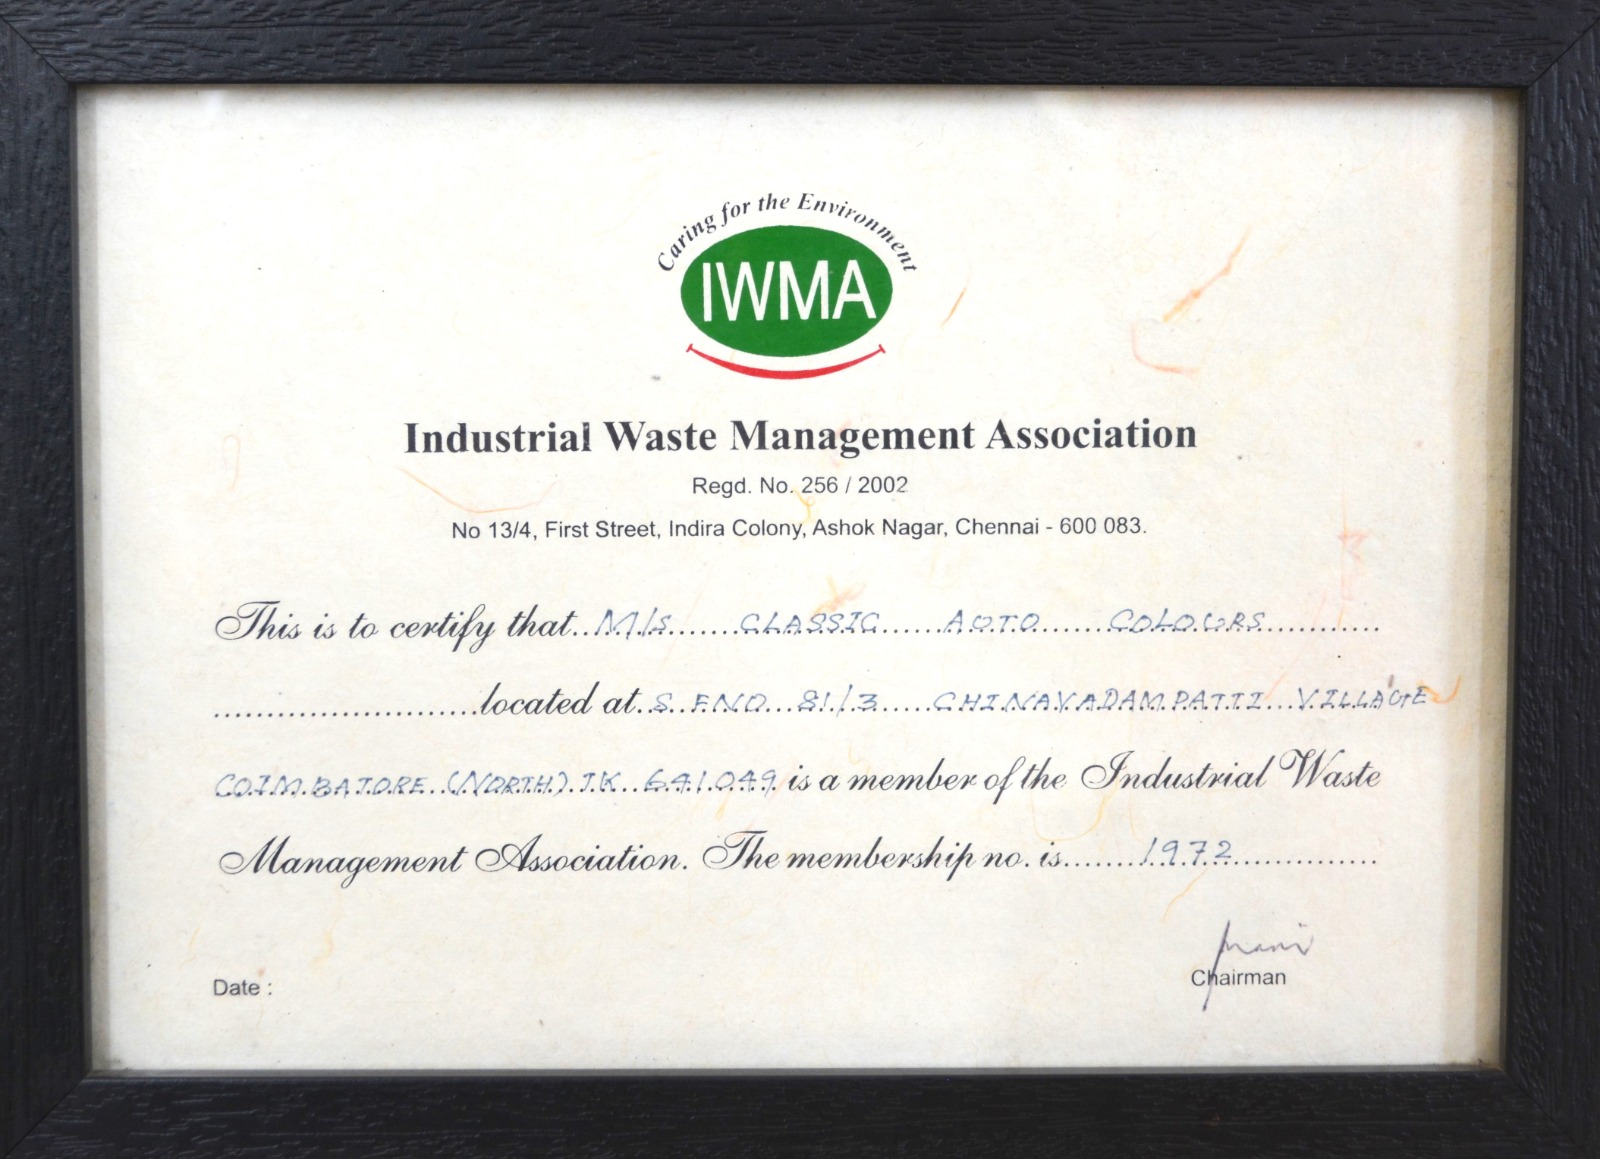 Caring for the Environment
IWMA
Industrial Waste Management Association
Regd. No. 256 / 2002
No 13/4, First Street, Indira Colony, Ashok Nagar, Chennai - 600 083.
This is to certify that M/s CLASSIC AUTO COLOURS
located at S. F.NO 81/3 CHINAVADAMPATTI VILLAGE
COIMBATORE (NORTH) T.K 641049 is a member of the Industrial Waste
Management Association. The membership no. is 1972
Date :
Chairman